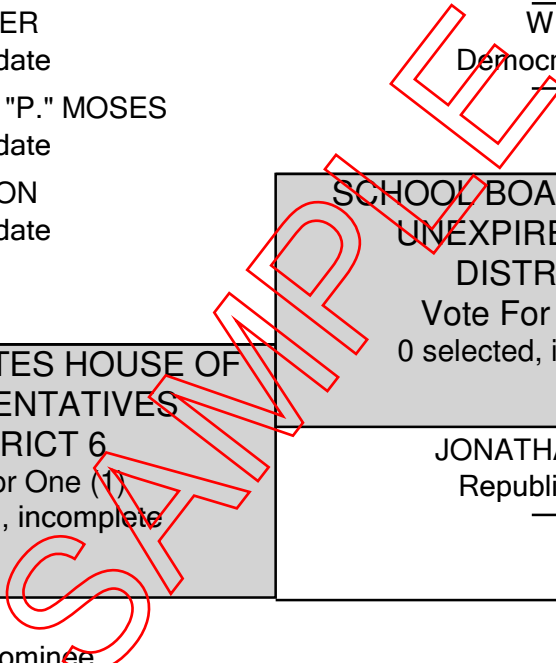 ER
date
"P." MOSES
date
ON
date
TES HOUSE OF
ENTATIVES
RICT 6
or One (1)
, incomplete
ominee
W
Democr
SCHOOL BOA
UNEXPIRE
DISTR
Vote For
0 selected, i
JONATHA
Republi
SAMPLE